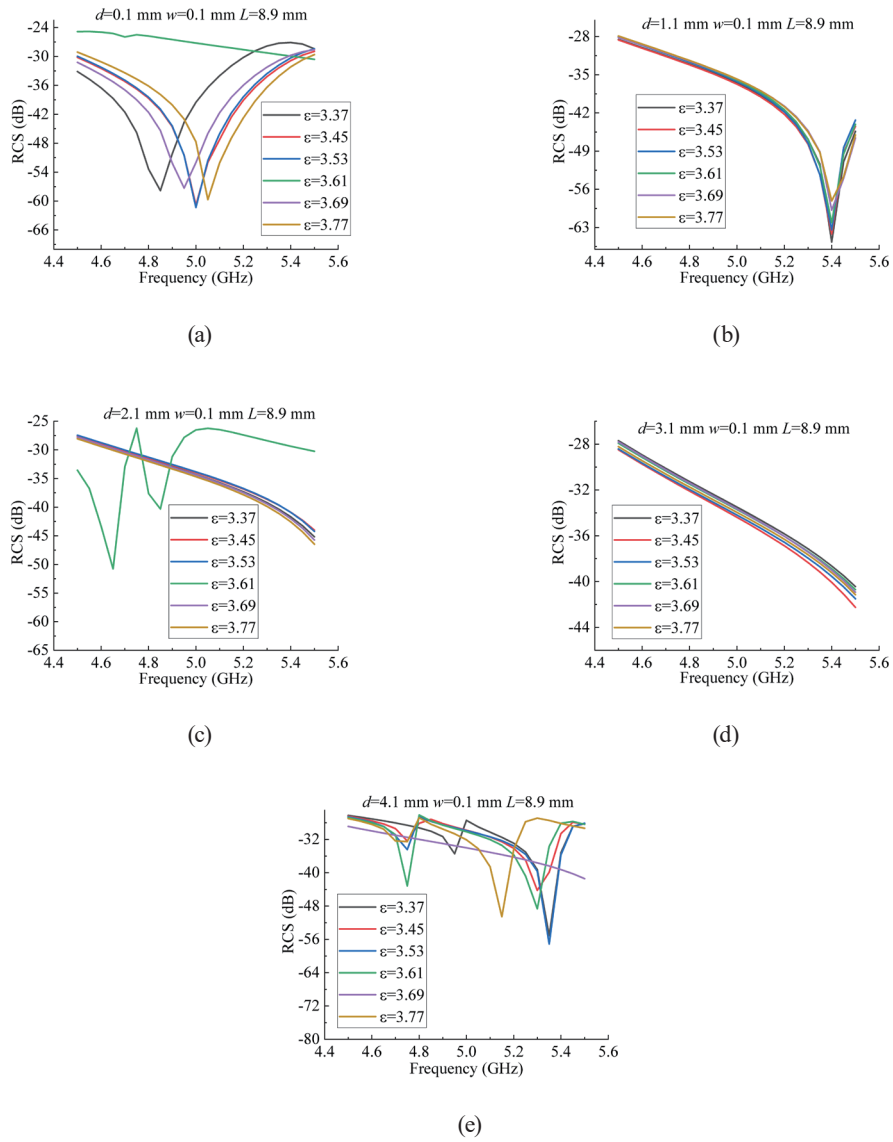 d=0.1 mm w=0.1 mm L=8.9 mm
-24
-30
-36
-42
-48
-54
-60
-66
RCS (dB)
ε=3.37
ε=3.45
ε=3.53
ε=3.61
ε=3.69
ε=3.77
4.4 4.6 4.8 5.0 5.2 5.4 5.6
Frequency (GHz)
(a)
d=1.1 mm w=0.1 mm L=8.9 mm
-28
-35
-42
-49
-56
-63
RCS (dB)
ε=3.37
ε=3.45
ε=3.53
ε=3.61
ε=3.69
ε=3.77
4.4 4.6 4.8 5.0 5.2 5.4 5.6
Frequency (GHz)
(b)
d=2.1 mm w=0.1 mm L=8.9 mm
-25
-30
-35
-40
-45
-50
-55
-60
-65
RCS (dB)
ε=3.37
ε=3.45
ε=3.53
ε=3.61
ε=3.69
ε=3.77
4.4 4.6 4.8 5.0 5.2 5.4 5.6
Frequency (GHz)
(c)
d=3.1 mm w=0.1 mm L=8.9 mm
-28
-32
-36
-40
-44
RCS (dB)
ε=3.37
ε=3.45
ε=3.53
ε=3.61
ε=3.69
ε=3.77
4.4 4.6 4.8 5.0 5.2 5.4 5.6
Frequency (GHz)
(d)
d=4.1 mm w=0.1 mm L=8.9 mm
-32
-40
-48
-56
-64
-72
-80
RCS (dB)
ε=3.37
ε=3.45
ε=3.53
ε=3.61
ε=3.69
ε=3.77
4.4 4.6 4.8 5.0 5.2 5.4 5.6
Frequency (GHz)
(e)